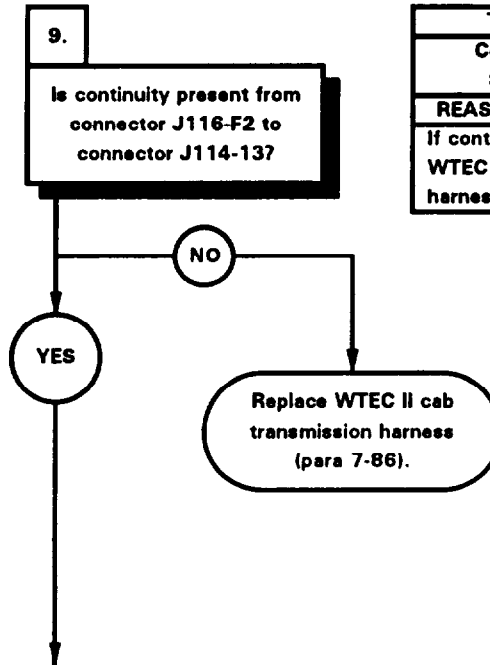 9.
Is continuity present from
connector J116-F2 to
connector J114-13?
REAS
If cont
WTEC
harnes
NO
YES
Replace WTEC II cab
transmission harness
(para 7-86).